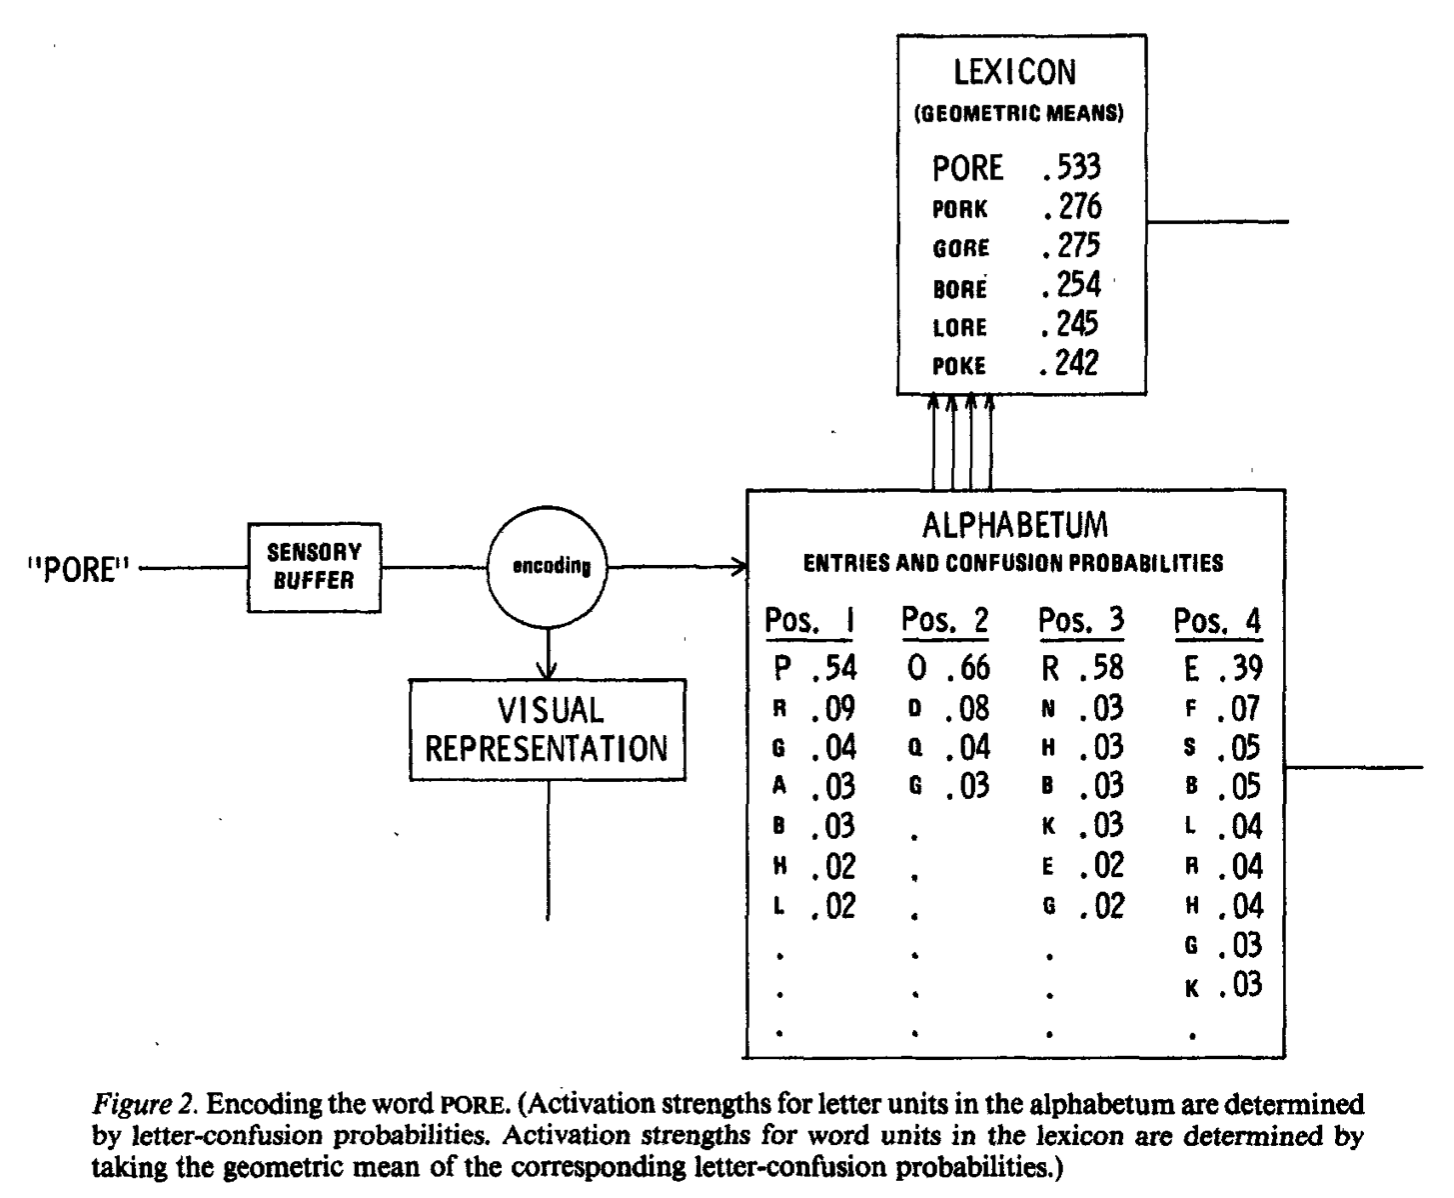 LEXICON
(GEOMETRIC MEANS)
PORE .533
PORK .276
GORE .275
BORE .254
LORE .245
POKE .242
"PORE"
SENSORY
BUFFER
encoding
VISUAL
REPRESENTATION
ALPHABETUM
ENTRIES AND CONFUSION PROBABILITIES
Pos. 1 Pos. 2 Pos. 3 Pos. 4
P .54 O .66 R .58 E .39
R .09 D .08 N .03 F .07
G .04 Q .04 H .03 S .05
A .03 G .03 B .03 B .05
B .03 . K .03 L .04
H .02 . E .02 R .04
L .02 . G .02 H .04
. . . G .03
. . . K .03
. . . .
Figure 2. Encoding the word PORE. (Activation strengths for letter units in the alphabetum are determined
by letter-confusion probabilities. Activation strengths for word units in the lexicon are determined by
taking the geometric mean of the corresponding letter-confusion probabilities.)